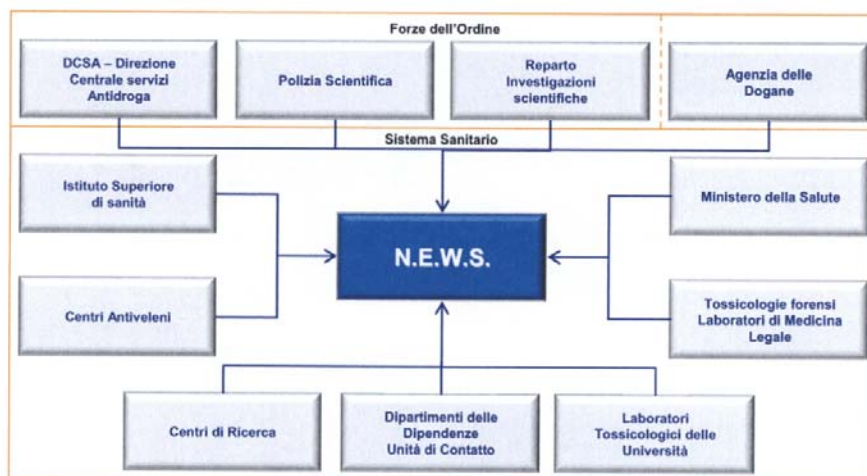 Forze dell'Ordine
DCSA – Direzione
Centrale servizi
Antidroga
Polizia Scientifica
Reparto
Investigazioni
scientifiche
Agenzia delle
Dogane
Sistema Sanitario
Istituto Superiore
di sanità
Ministero della Salute
N.E.W.S.
Centri Antiveleni
Tossicologie forensi
Laboratori di Medicina
Legale
Centri di Ricerca
Dipartimenti delle
Dipendenze
Unità di Contatto
Laboratori
Tossicologici delle
Università